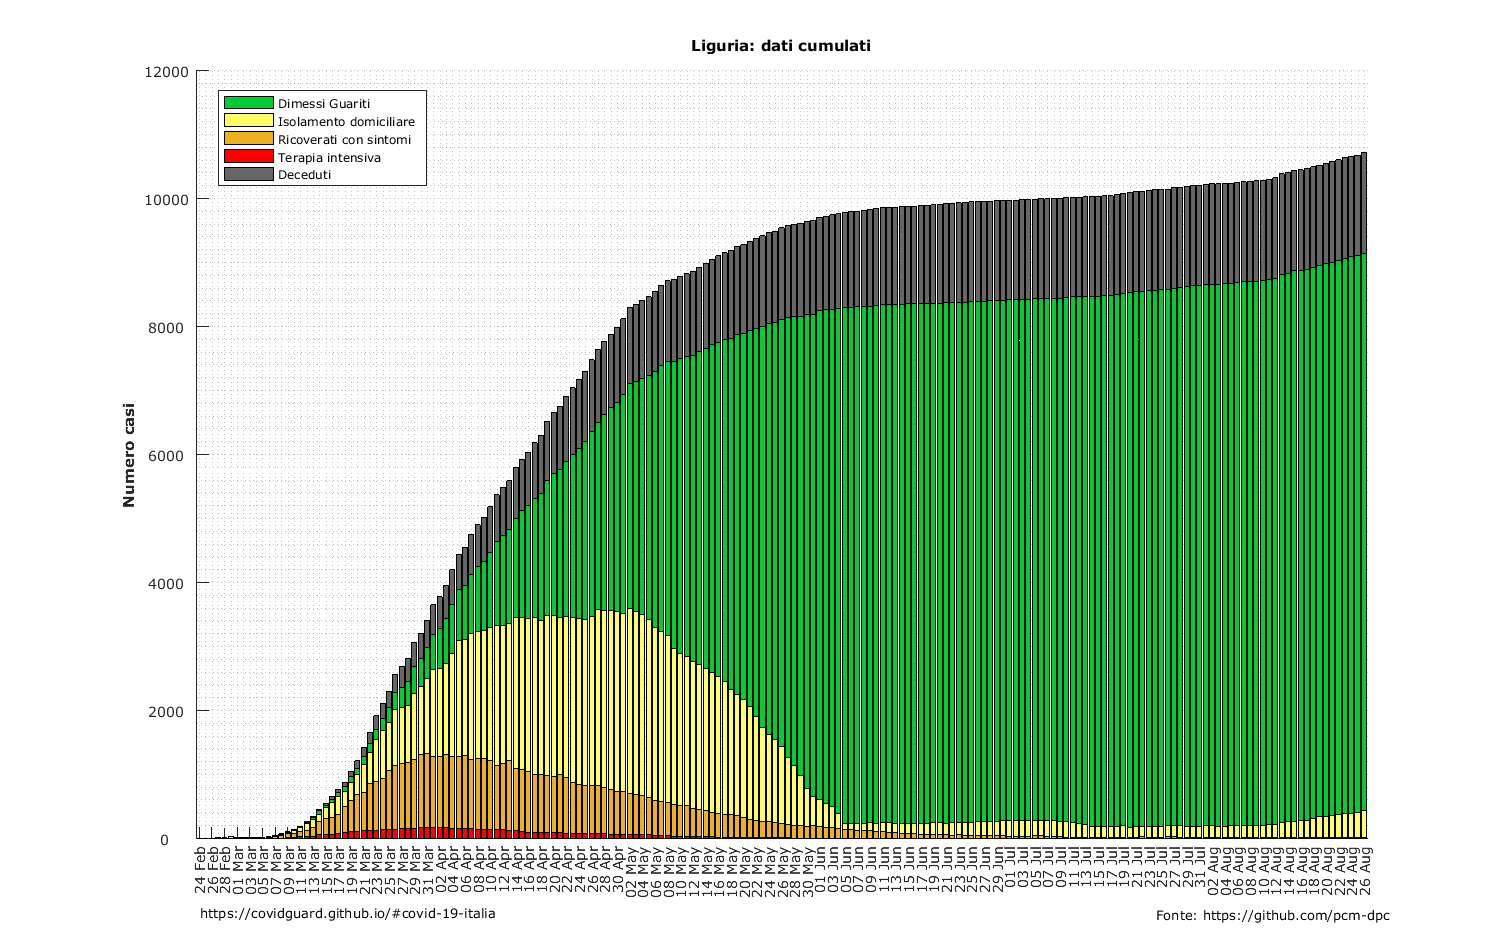 Liguria: dati cumulati
12000
10000
8000
6000
4000
2000
0
Numero casi
Dimessi Guariti
Isolamento domiciliare
Ricoverati con sintomi
Terapia intensiva
Deceduti
24 Feb
26 Feb
28 Feb
01 Mar
03 Mar
05 Mar
07 Mar
09 Mar
11 Mar
13 Mar
15 Mar
17 Mar
19 Mar
21 Mar
23 Mar
25 Mar
27 Mar
29 Mar
31 Mar
02 Apr
04 Apr
06 Apr
08 Apr
10 Apr
12 Apr
14 Apr
16 Apr
18 Apr
20 Apr
22 Apr
24 Apr
26 Apr
28 Apr
30 Apr
02 May
04 May
06 May
08 May
10 May
12 May
14 May
16 May
18 May
20 May
22 May
24 May
26 May
28 May
30 May
01 Jun
03 Jun
05 Jun
07 Jun
09 Jun
11 Jun
13 Jun
15 Jun
17 Jun
19 Jun
21 Jun
23 Jun
25 Jun
27 Jun
29 Jun
01 Jul
03 Jul
05 Jul
07 Jul
09 Jul
11 Jul
13 Jul
15 Jul
17 Jul
19 Jul
21 Jul
23 Jul
25 Jul
27 Jul
29 Jul
31 Jul
02 Aug
04 Aug
06 Aug
08 Aug
10 Aug
12 Aug
14 Aug
16 Aug
18 Aug
20 Aug
22 Aug
24 Aug
26 Aug
https://covidguard.github.io/#covid-19-italia
Fonte: https://github.com/pcm-dpc